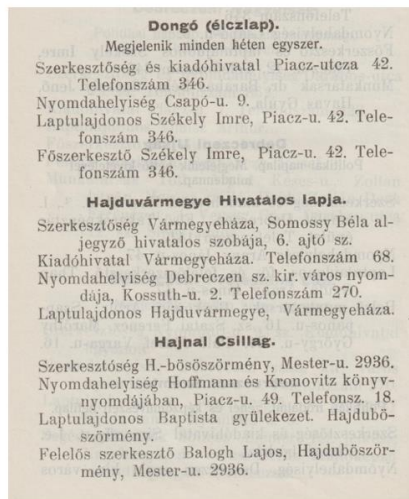 Dongó (élczlap).
Megjelenik minden héten egyszer.
Szerkesztőség és kiadóhivatal Piacz-utcza 42.
Telefonszám 346.
Nyomdahelyiség Csapó-u. 9.
Laptulajdonos Székely Imre, Piacz-u. 42. Tele-
fonszám 346.
Főszerkesztő Székely Imre, Piacz-u. 42. Tele-
fonszám 346.
Hajduvármegye Hivatalos lapja.
Szerkesztőség Vármegyeháza, Somossy Béla al-
jegyző hivatalos szobája, 6. ajtó sz.
Kiadóhivatal Vármegyeháza. Telefonszám 68.
Nyomdahelyiség Debreczen sz. kir. város nyom-
dája, Kossuth-u. 2. Telefonszám 270.
Laptulajdonos Hajduvármegye, Vármegyeháza.
Hajnal Csillag.
Szerkesztőség H.-bösöszörmény, Mester-u. 2936.
Nyomdahelyiség Hoffmann és Kronovitz könyv-
nyomdájában, Piacz-u. 49. Telefonsz. 18.
Laptulajdonos Baptista gyülekezet Hajdubö-
szörmény.
Felelős szerkesztő Balogh Lajos, Hajduböször-
mény, Mester-u. 2936.